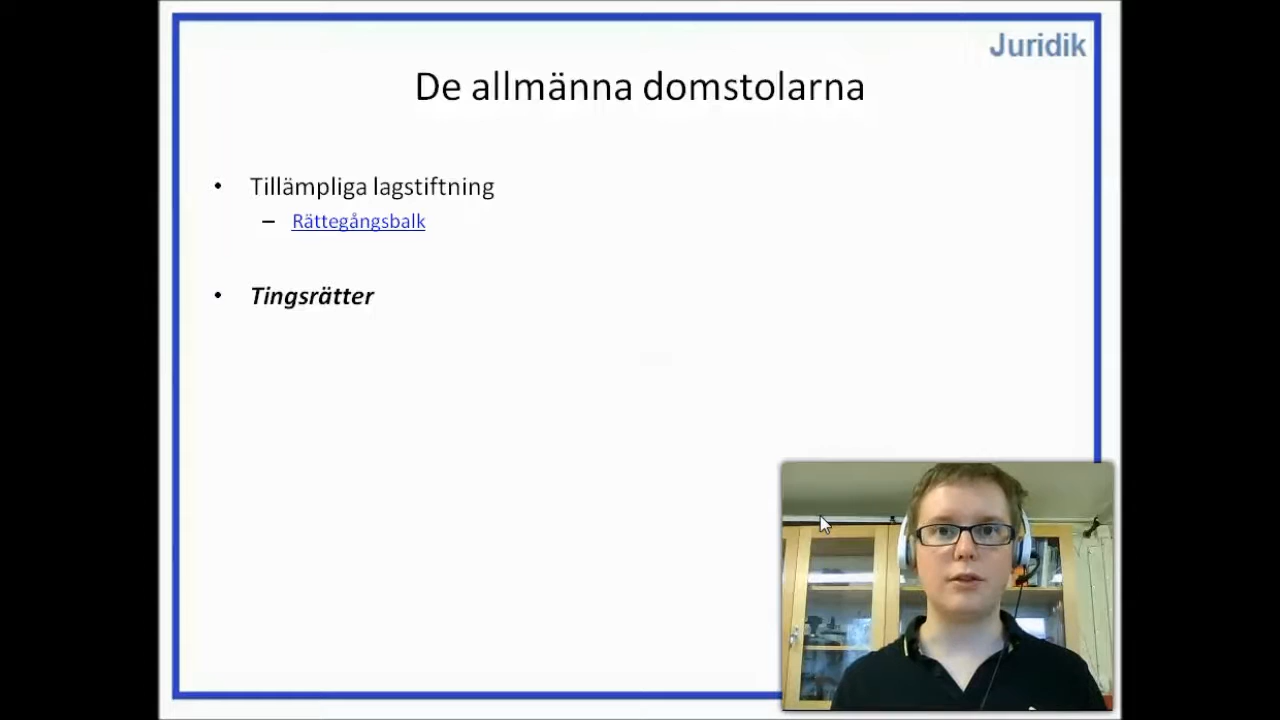 Juridik
De allmänna domstolarna
• Tillämpliga lagstiftning
– Rättegångsbalk
• Tingsrätter